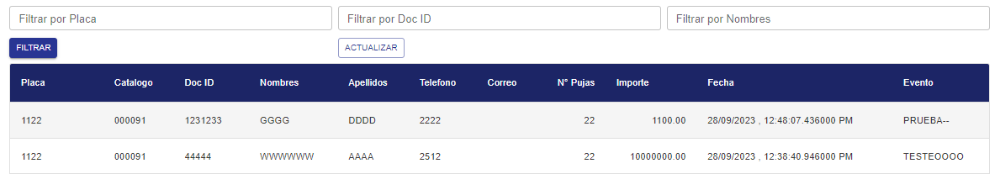 Filtrar por Placa Filtrar por Doc ID Filtrar por Nombres
FILTRAR ACTUALIZAR
Placa Catalogo Doc ID Nombres Apellidos Telefono Correo N° Pujas Importe Fecha Evento
1122 000091 1231233 GGGG DDDD 2222 22 1100.00 28/09/2023 , 12:48:07.436000 PM PRUEBA--
1122 000091 44444 WWWWWW AAAA 2512 22 10000000.00 28/09/2023 , 12:38:40.946000 PM TESTEOOOO